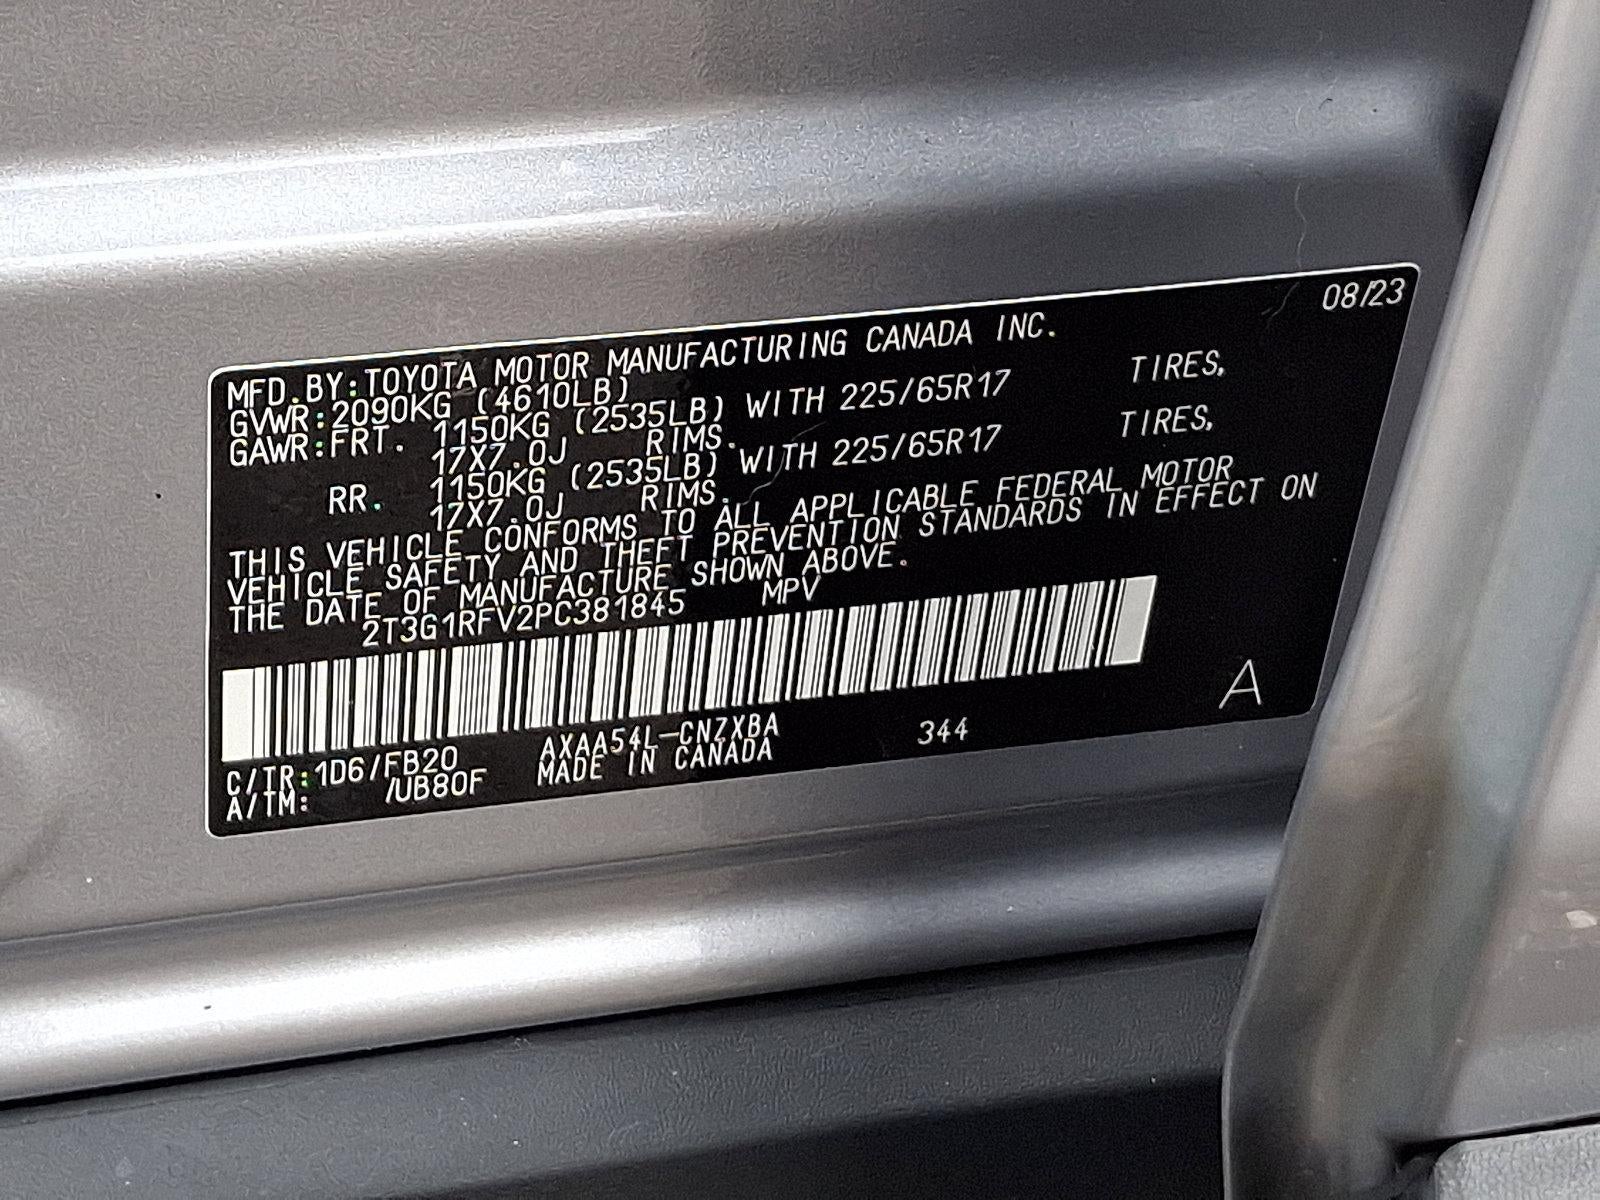 08/23
MFD.BY:TOYOTA MOTOR MANUFACTURING CANADA INC.
GVWR:2090KG (4610LB)
GAWR:FRT. 1150KG (2535LB) WITH 225/65R17 TIRES,
17X7.0J RIMS.
RR. 1150KG (2535LB) WITH 225/65R17 TIRES,
17X7.0J RIMS.
THIS VEHICLE CONFORMS TO ALL APPLICABLE FEDERAL MOTOR
VEHICLE SAFETY AND THEFT PREVENTION STANDARDS IN EFFECT ON
THE DATE OF MANUFACTURE SHOWN ABOVE.
2T3G1RFV2PC381845 MPV
C/TR:1D6/FB20 AXAA54L-CNZXBA 344 A
A/TM: /UB80F MADE IN CANADA